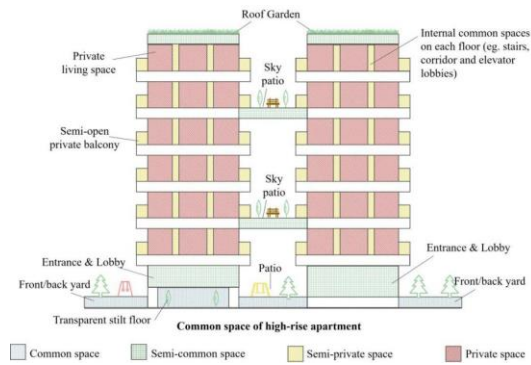 Roof Garden
Private
living space
Internal common spaces
on each floor (eg. stairs,
corridor and elevator
lobbies)
Sky
patio
Semi-open
private balcony
Sky
patio
Entrance & Lobby
Entrance & Lobby
Patio
Front/back yard
Front/back yard
Transparent stilt floor
Common space of high-rise apartment
Common space
Semi-common space
Semi-private space
Private space